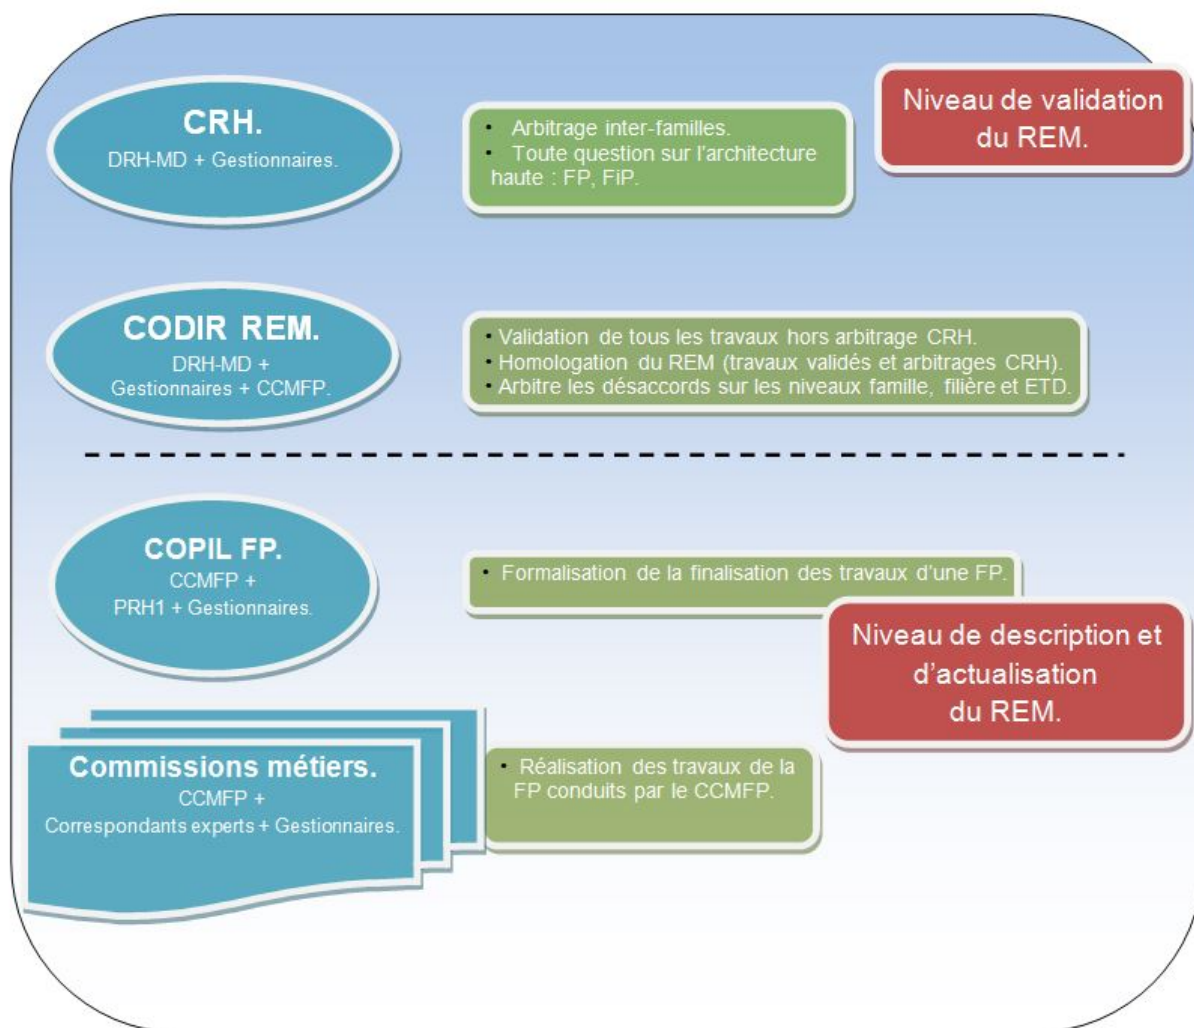 CRH.
DRH-MD + Gestionnaires.
• Arbitrage inter-familles.
• Toute question sur l'architecture
haute : FP, FiP.
Niveau de validation
du REM.
CODIR REM.
DRH-MD +
Gestionnaires + CCMFP.
• Validation de tous les travaux hors arbitrage CRH.
• Homologation du REM (travaux validés et arbitrages CRH).
• Arbitre les désaccords sur les niveaux famille, filière et ETD.
COPIL FP.
CCMFP +
PRH1 + Gestionnaires.
• Formalisation de la finalisation des travaux d'une FP.
Niveau de description et
d'actualisation
du REM.
Commissions métiers.
CCMFP +
Correspondants experts + Gestionnaires.
• Réalisation des travaux de la
FP conduits par le CCMFP.